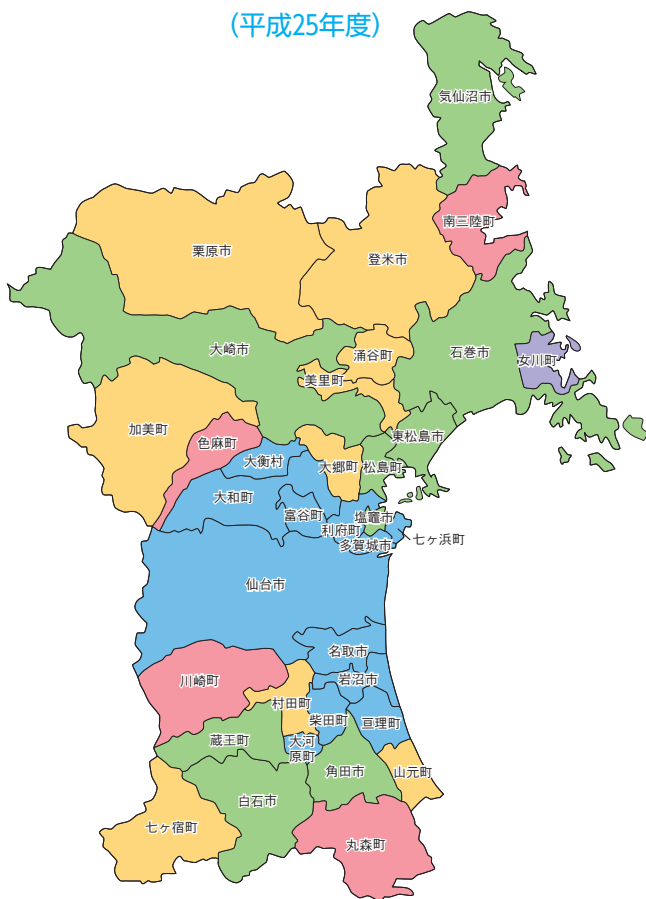 (平成25年度)
気仙沼市
南三陸町
栗原市
登米市
大崎市
涌谷町
石巻市
女川町
美里町
加美町
色麻町
東松島市
大衡村
大郷町
松島町
大和町
富谷町
塩竈市
利府町
七ヶ浜町
多賀城市
仙台市
名取市
川崎町
岩沼市
村田町
柴田町
亘理町
蔵王町
大河
原町
角田市
山元町
白石市
七ヶ宿町
丸森町